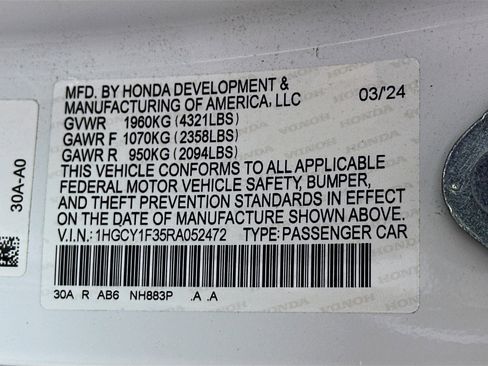 MFD. BY HONDA DEVELOPMENT &
MANUFACTURING OF AMERICA, LLC 03/'24
GVWR 1960KG (4321LBS)
GAWR F 1070KG (2358LBS)
GAWR R 950KG (2094LBS)
THIS VEHICLE CONFORMS TO ALL APPLICABLE
FEDERAL MOTOR VEHICLE SAFETY, BUMPER,
AND THEFT PREVENTION STANDARDS IN EFFECT
ON THE DATE OF MANUFACTURE SHOWN ABOVE.
V.I.N.: 1HGCY1F35RA052472 TYPE: PASSENGER CAR
30A R AB6 NH883P .A .A
30A-A0